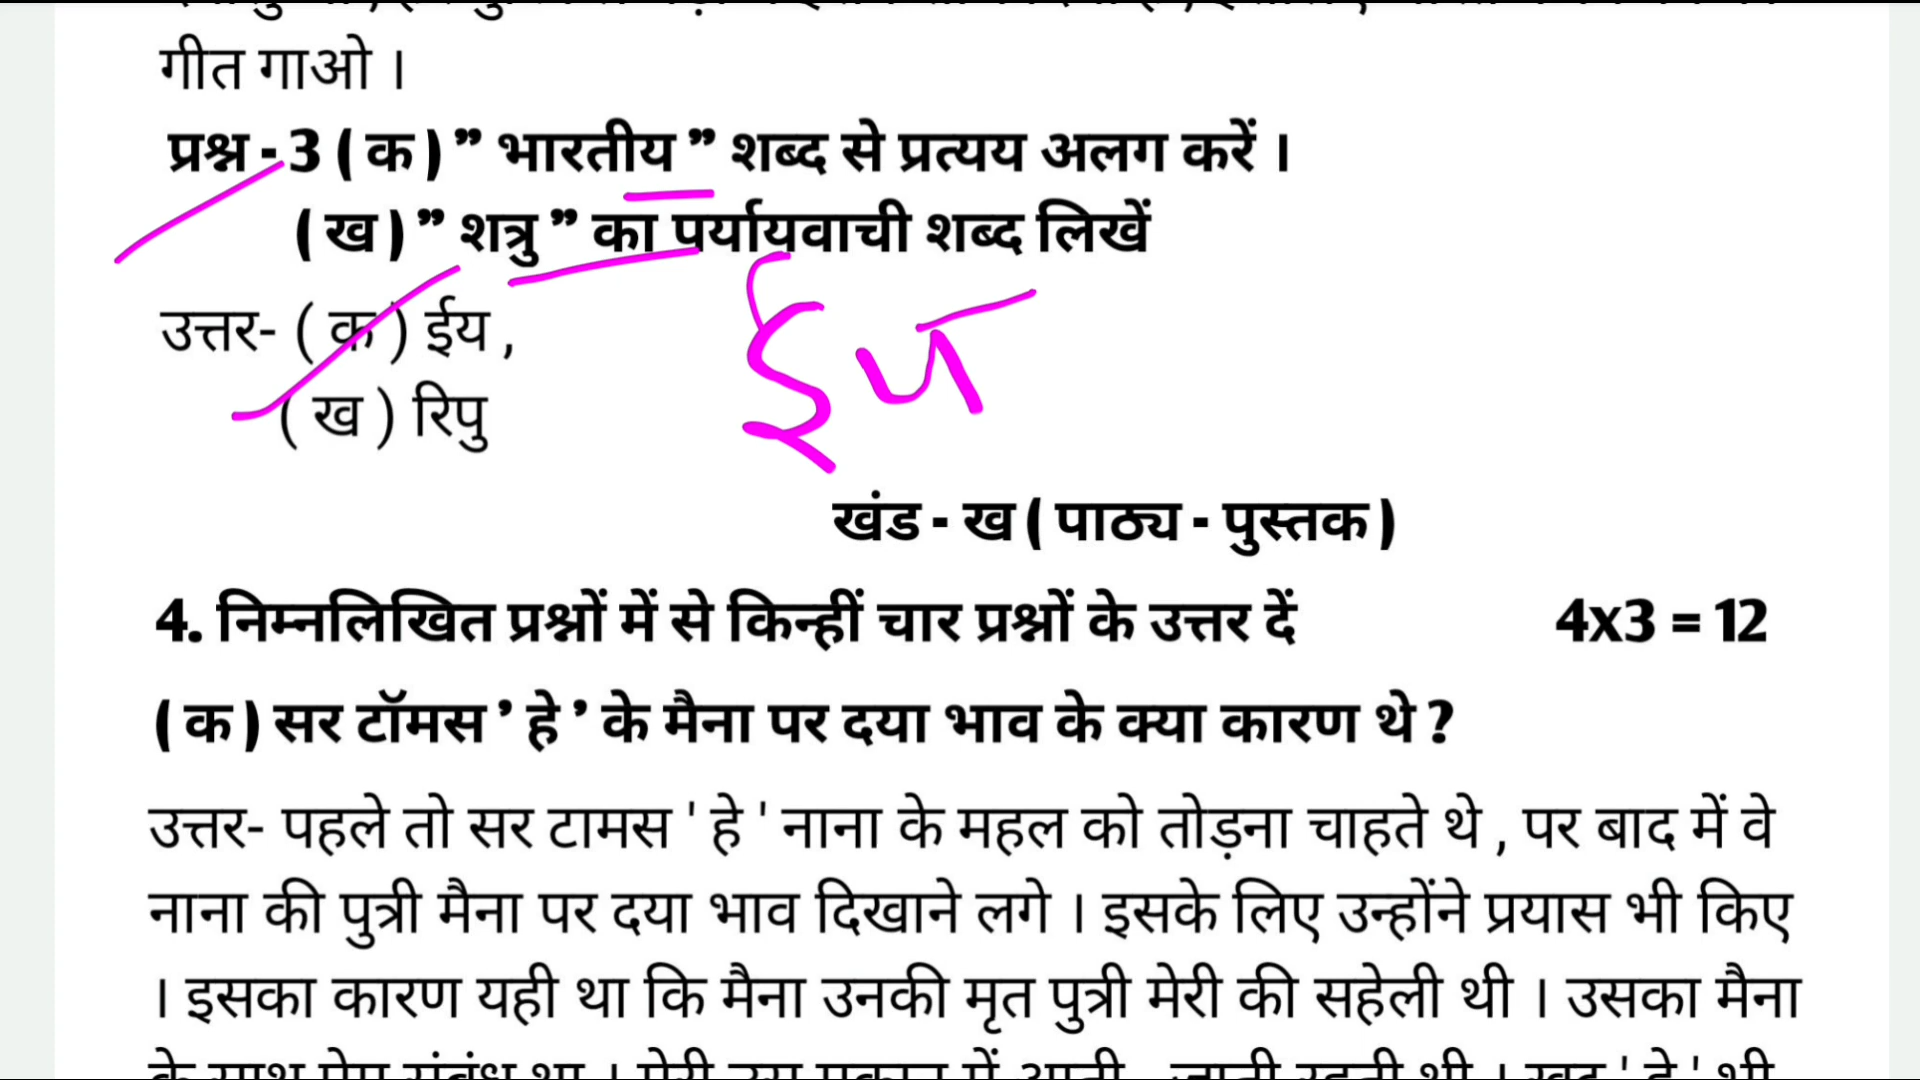 गीत गाओ ।
प्रश्न - 3 ( क ) ” भारतीय ” शब्द से प्रत्यय अलग करें ।
( ख ) ” शत्रु ” का पर्यायवाची शब्द लिखें
उत्तर- ( क ) ईय ,
( ख ) रिपु
ईय
खंड - ख ( पाठ्य - पुस्तक )
4. निम्नलिखित प्रश्नों में से किन्हीं चार प्रश्नों के उत्तर दें 4x3 = 12
( क ) सर टॉमस ’ हे ’ के मैना पर दया भाव के क्या कारण थे ?
उत्तर- पहले तो सर टामस ' हे ' नाना के महल को तोड़ना चाहते थे , पर बाद में वे
नाना की पुत्री मैना पर दया भाव दिखाने लगे । इसके लिए उन्होंने प्रयास भी किए
। इसका कारण यही था कि मैना उनकी मृत पुत्री मेरी की सहेली थी । उसका मैना